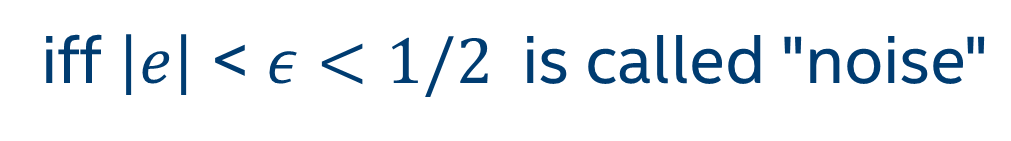 iff |e| < ϵ < 1/2 is called "noise"